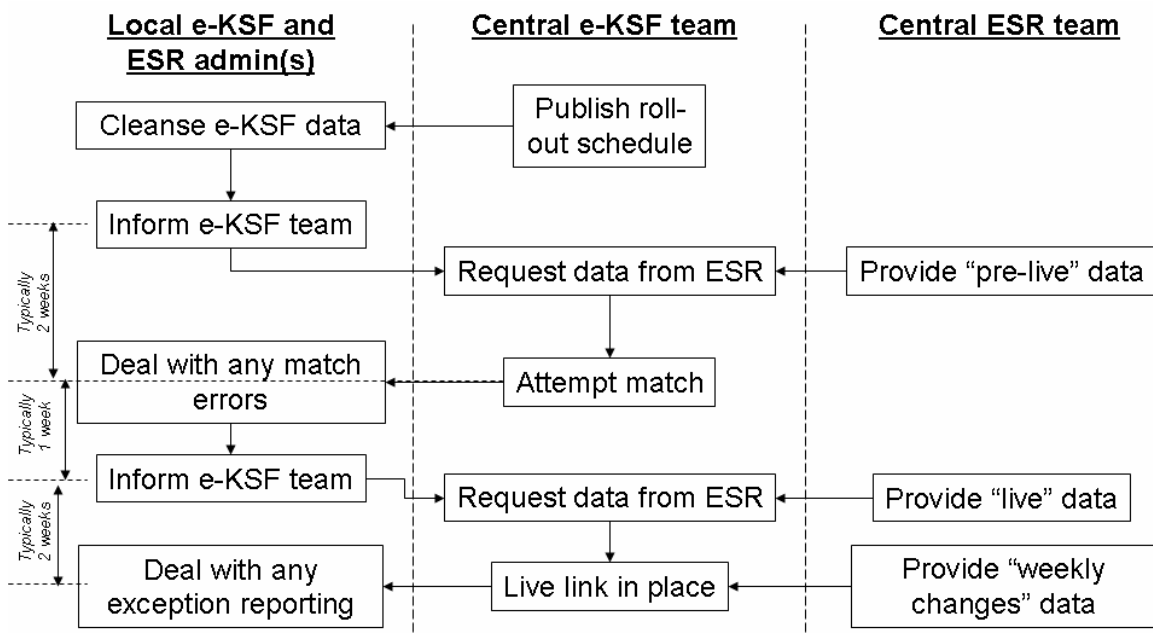 Local e-KSF and
ESR admin(s)
Central e-KSF team
Central ESR team
Cleanse e-KSF data
Publish roll-
out schedule
Inform e-KSF team
Request data from ESR
Provide “pre-live” data
Typically
2 weeks
Deal with any match
errors
Attempt match
Typically
1 week
Inform e-KSF team
Request data from ESR
Provide “live” data
Typically
2 weeks
Deal with any
exception reporting
Live link in place
Provide “weekly
changes” data